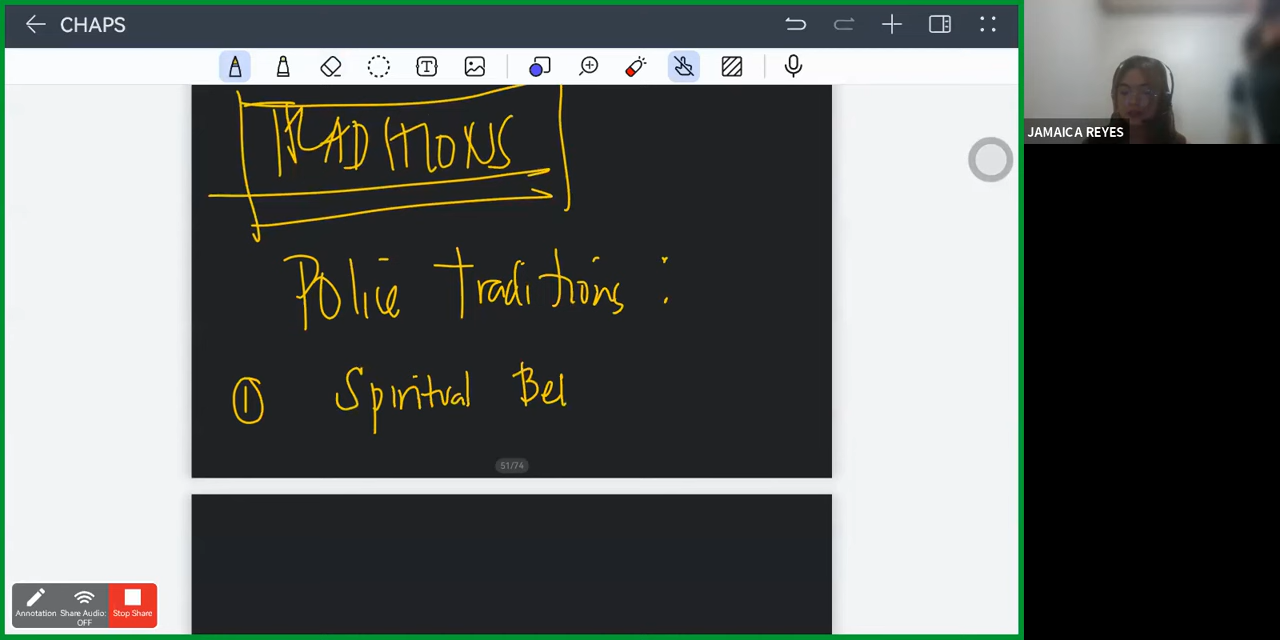 CHAPS
JAMAICA REYES
TRADITIONS
Police Traditions :
① Spiritual Bel
51/74
Annotation
Share Audio: OFF
Stop Share